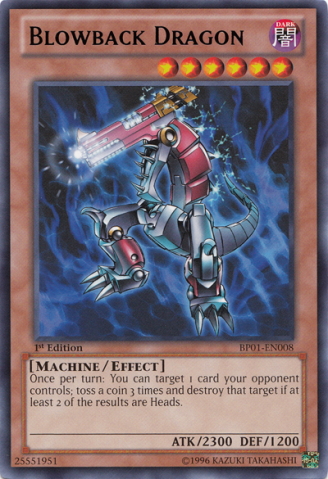 BLOWBACK DRAGON
DARK
闇
1st Edition
BP01-EN008
[MACHINE/EFFECT]
Once per turn: You can target 1 card your opponent
controls; toss a coin 3 times and destroy that target if at
least 2 of the results are Heads.
ATK/2300 DEF/1200
25551951
©1996 KAZUKI TAKAHASHI